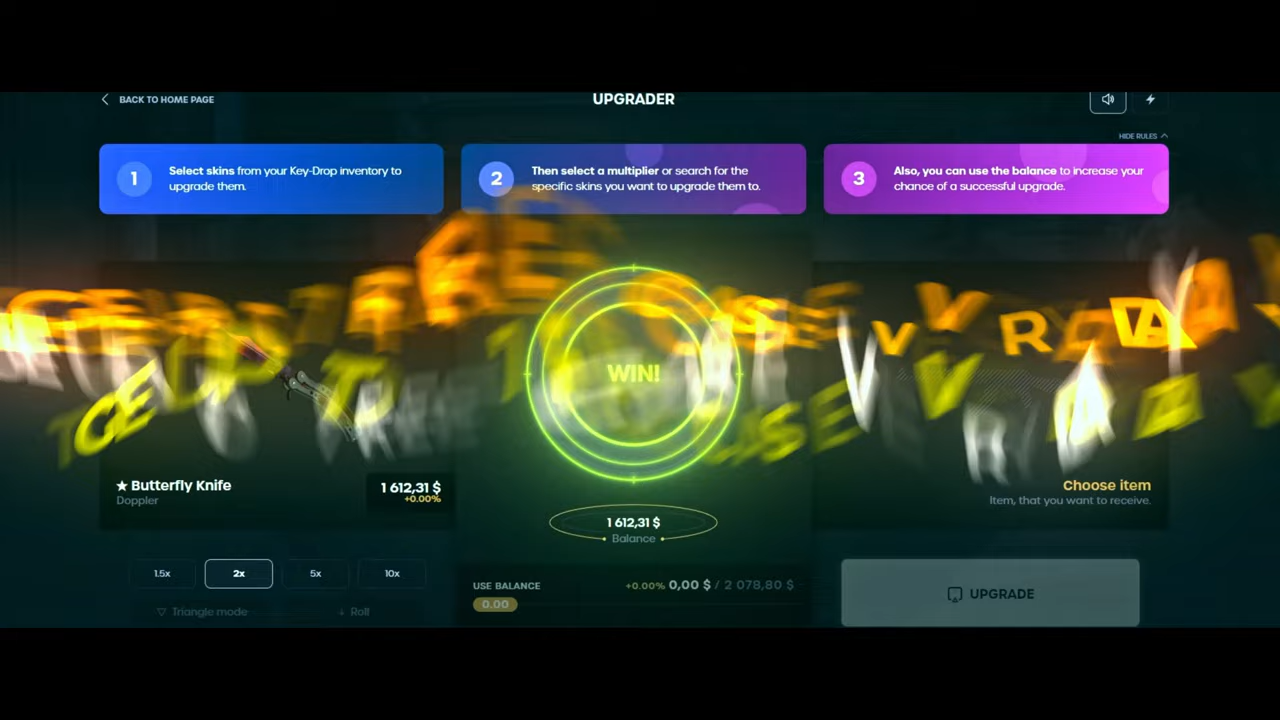 BACK TO HOME PAGE
UPGRADER
HIDE RULES
1
Select skins from your Key-Drop inventory to
upgrade them.
2
Then select a multiplier or search for the
specific skins you want to upgrade them to.
3
Also, you can use the balance to increase your
chance of a successful upgrade.
WIN!
★ Butterfly Knife
Doppler
1 612,31 $
+0.00%
Choose item
Item, that you want to receive.
1 612,31 $
Balance
1.5x
2x
5x
10x
USE BALANCE
0.00
+0.00% 0,00 $ / 2 078,80 $
UPGRADE
Triangle mode
Roll